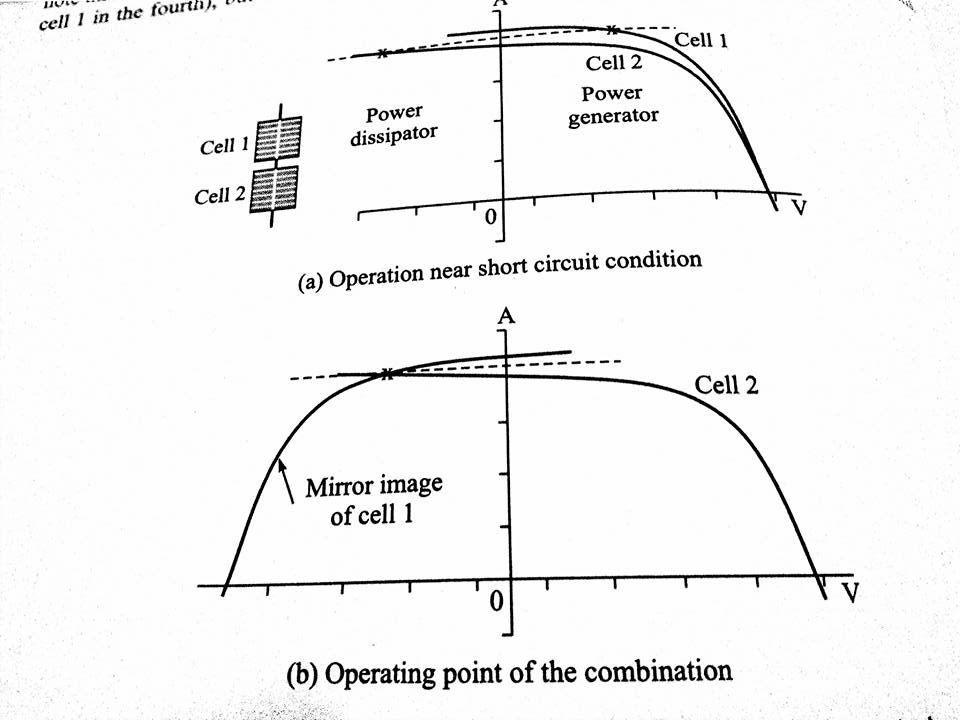 cell 1 in the fourth),
A
Cell 1
Cell 2
Power
generator
Power
dissipator
Cell 1
Cell 2
0
V
(a) Operation near short circuit condition
A
Cell 2
Mirror image
of cell 1
0
V
(b) Operating point of the combination